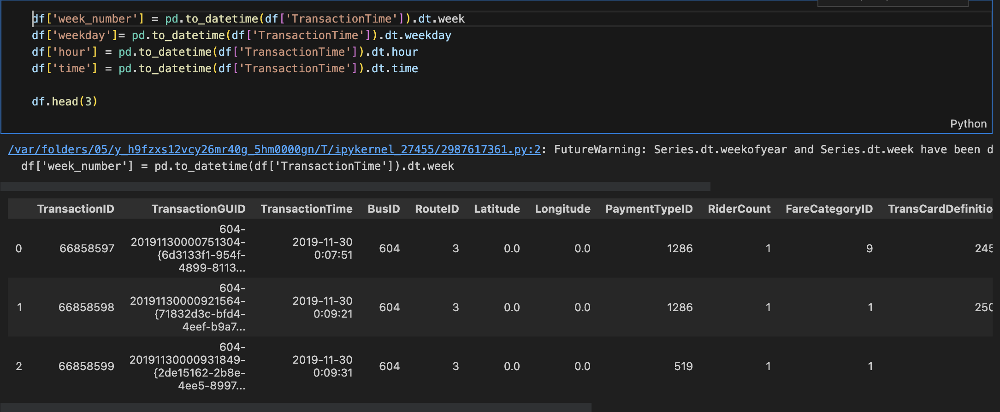 df['week_number'] = pd.to_datetime(df['TransactionTime']).dt.week
df['weekday']= pd.to_datetime(df['TransactionTime']).dt.weekday
df['hour'] = pd.to_datetime(df['TransactionTime']).dt.hour
df['time'] = pd.to_datetime(df['TransactionTime']).dt.time
df.head(3)
Python
/var/folders/05/y_h9fzxs12vcy26mr40g_5hm0000gn/T/ipykernel_27455/2987617361.py:2: FutureWarning: Series.dt.weekofyear and Series.dt.week have been d
df['week_number'] = pd.to_datetime(df['TransactionTime']).dt.week
TransactionID TransactionGUID TransactionTime BusID RouteID Latitude Longitude PaymentTypeID RiderCount FareCategoryID TransCardDefinitio
604-
20191130000751304- 2019-11-30
0 66858597 {6d3133f1-954f- 0:07:51 604 3 0.0 0.0 1286 1 9 245
4899-8113...
604-
20191130000921564- 2019-11-30
1 66858598 {71832d3c-bfd4- 0:09:21 604 3 0.0 0.0 1286 1 1 250
4eef-b9a7...
604-
20191130000931849- 2019-11-30
2 66858599 {2de15162-2b8e- 0:09:31 604 3 0.0 0.0 519 1 1
4ee5-8997...